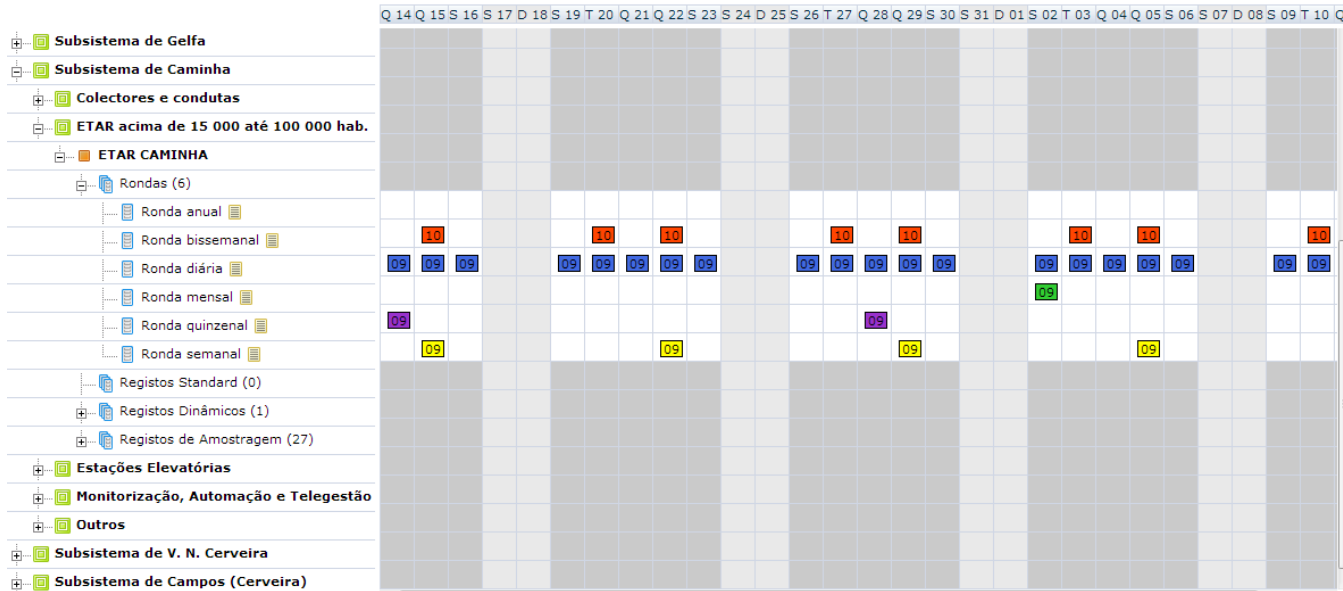 Q 14 Q 15 S 16 S 17 D 18 S 19 T 20 Q 21 Q 22 S 23 S 24 D 25 S 26 T 27 Q 28 Q 29 S 30 S 31 D 01 S 02 T 03 Q 04 Q 05 S 06 S 07 D 08 S 09 T 10 Q
Subsistema de Gelfa
Subsistema de Caminha
Colectores e condutas
ETAR acima de 15 000 até 100 000 hab.
ETAR CAMINHA
Rondas (6)
Ronda anual
Ronda bissemanal 10 10 10 10 10 10 10 10
Ronda diária 09 09 09 09 09 09 09 09 09 09 09 09 09 09 09 09 09 09 09 09
Ronda mensal 09
Ronda quinzenal 09 09
Ronda semanal 09 09 09 09
Registos Standard (0)
Registos Dinâmicos (1)
Registos de Amostragem (27)
Estações Elevatórias
Monitorização, Automação e Telegestão
Outros
Subsistema de V. N. Cerveira
Subsistema de Campos (Cerveira)